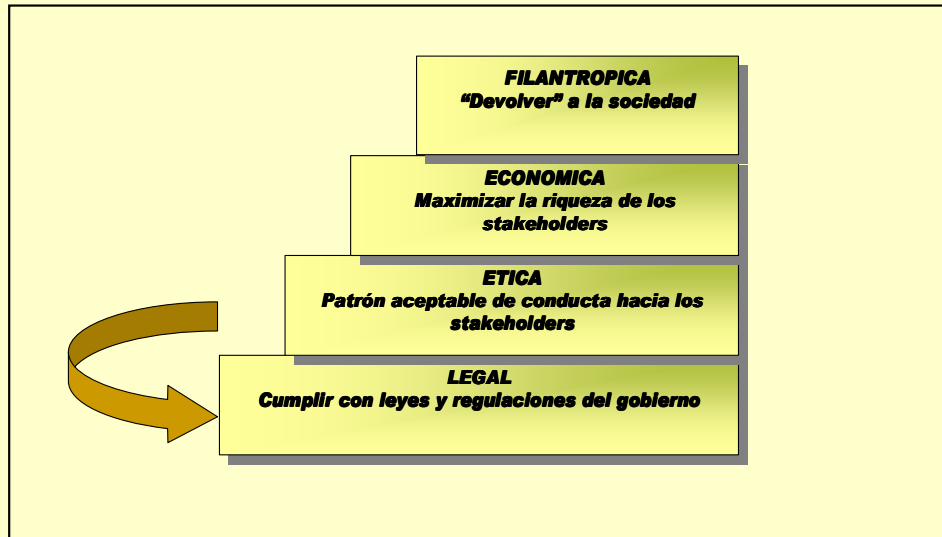 FILANTROPICA
“Devolver” a la sociedad
ECONOMICA
Maximizar la riqueza de los
stakeholders
ETICA
Patrón aceptable de conducta hacia los
stakeholders
LEGAL
Cumplir con leyes y regulaciones del gobierno